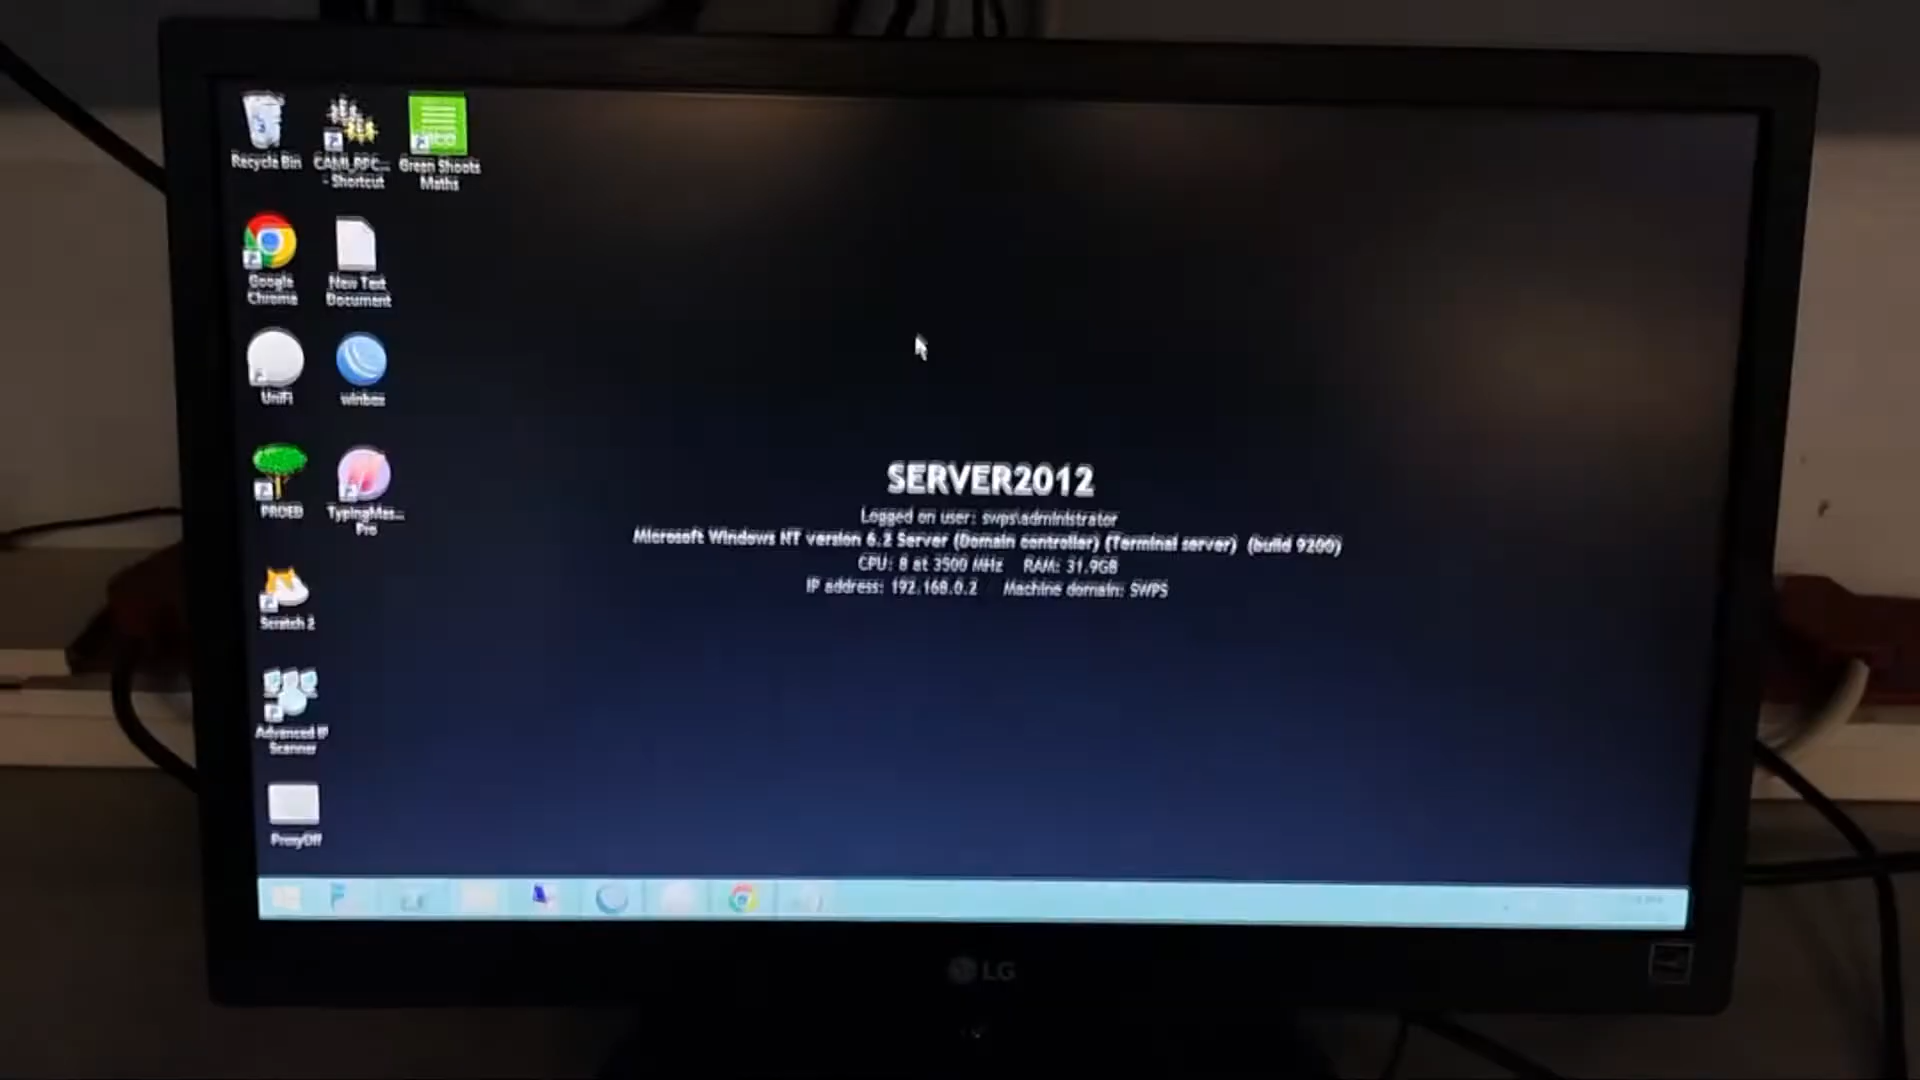 Recycle Bin
CAMI_RPC...
- Shortcut
Green Shoots
Maths
Google
Chrome
New Text
Document
UniFi
winbox
PROED
TypingMas...
Pro
Scratch 2
Advanced IP
Scanner
ProxyOff
SERVER2012
Logged on user: swps\administrator
Microsoft Windows NT version 6.2 Server (Domain controller) (Terminal server) (build 9200)
CPU: 8 at 3500 MHz RAM: 31.9GB
IP address: 192.168.0.2 Machine domain: SWPS
LG